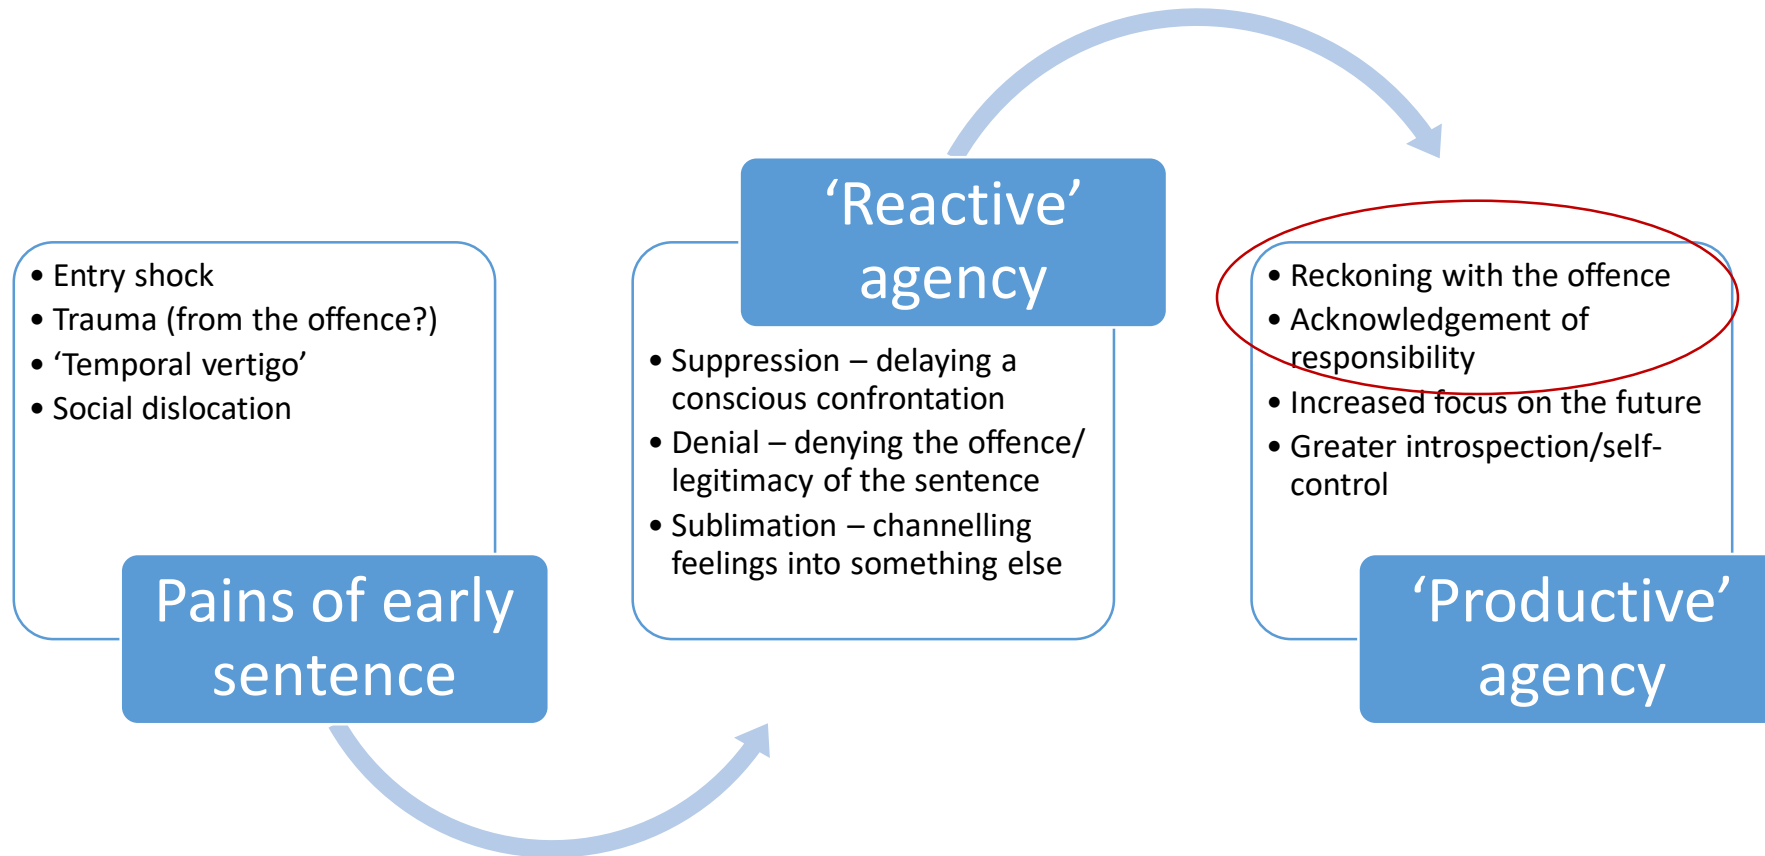 • Entry shock
• Trauma (from the offence?)
• ‘Temporal vertigo’
• Social dislocation
Pains of early
sentence
‘Reactive’
agency
• Suppression – delaying a
conscious confrontation
• Denial – denying the offence/
legitimacy of the sentence
• Sublimation – channelling
feelings into something else
• Reckoning with the offence
• Acknowledgement of
responsibility
• Increased focus on the future
• Greater introspection/self-
control
‘Productive’
agency